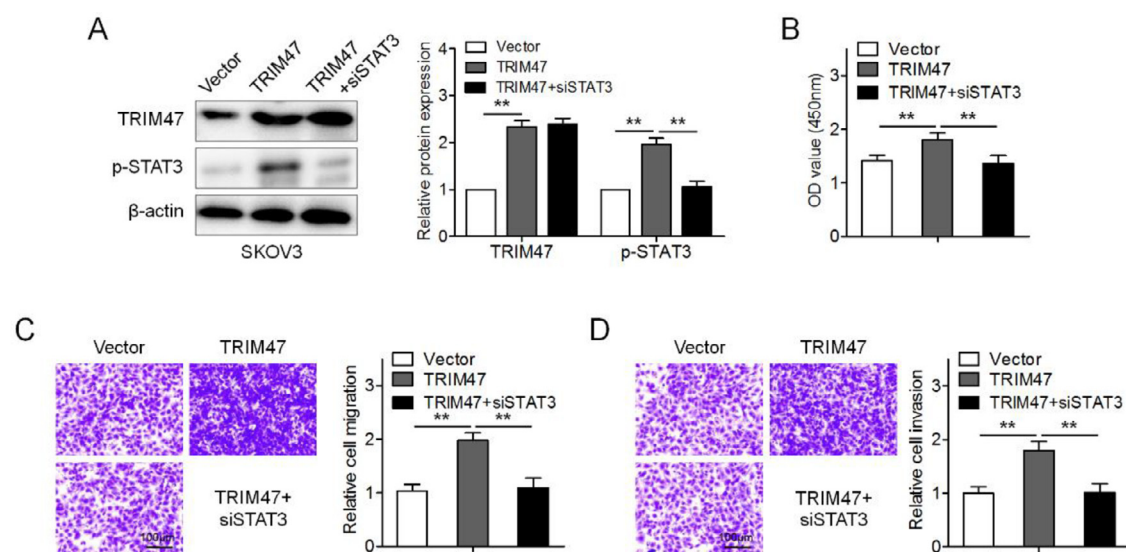 A
Vector
TRIM47
TRIM47
+siSTAT3
TRIM47
p-STAT3
β-actin
SKOV3
Relative protein expression
4
3
2
1
0
Vector
TRIM47
TRIM47+siSTAT3
**
**
**
TRIM47
p-STAT3
B
OD value (450nm)
3
2
1
0
Vector
TRIM47
TRIM47+siSTAT3
**
**
C
Vector
TRIM47
TRIM47+
siSTAT3
100μm
Relative cell migration
3
2
1
0
Vector
TRIM47
TRIM47+siSTAT3
**
**
D
Vector
TRIM47
TRIM47+
siSTAT3
100μm
Relative cell invasion
3
2
1
0
Vector
TRIM47
TRIM47+siSTAT3
**
**